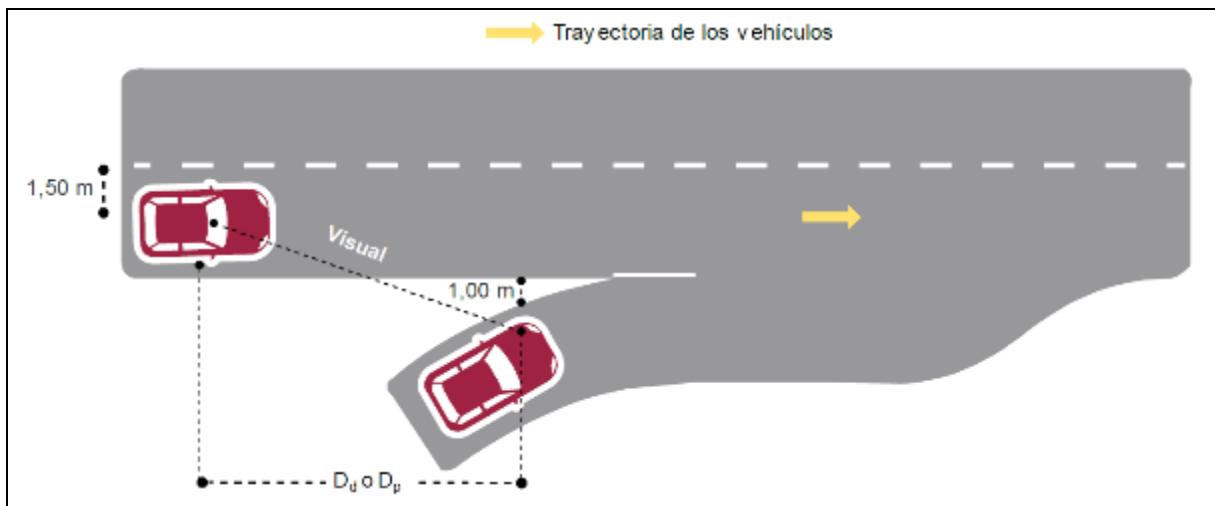 Trayectoria de los vehículos
1,50 m
Visual
1,00 m
Dd o Dp